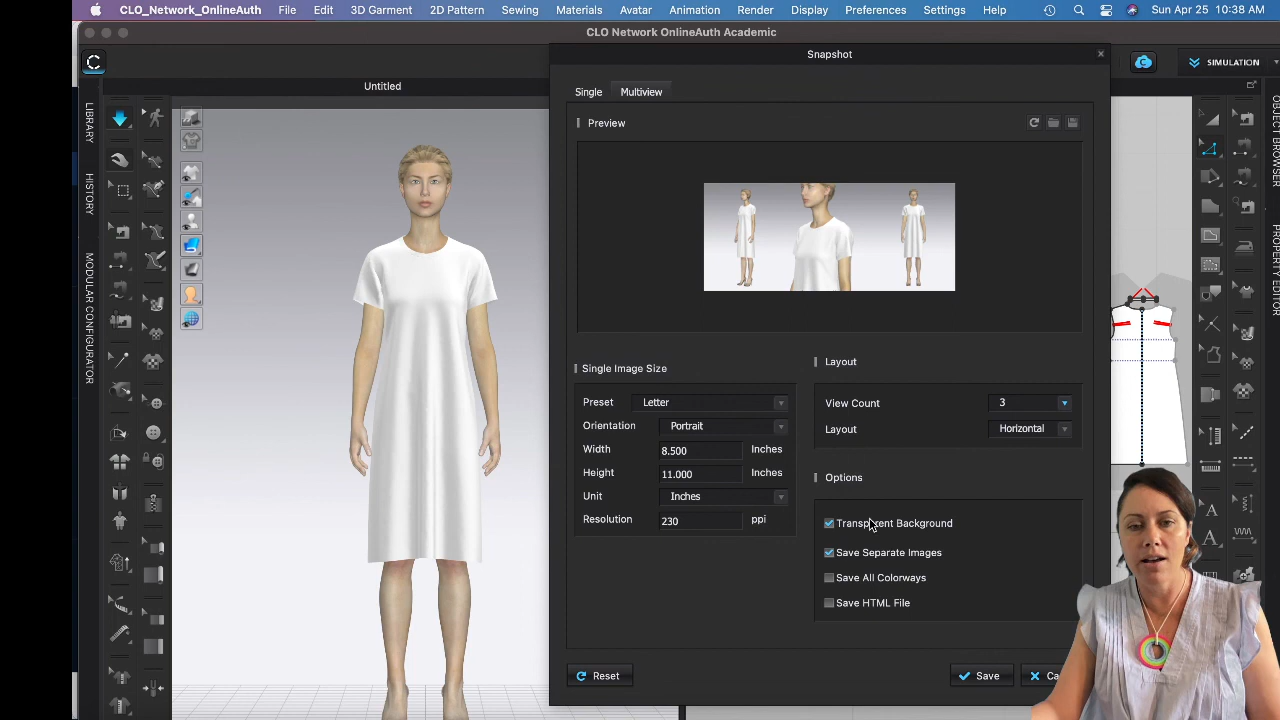 CLO_Network_OnlineAuth File Edit 3D Garment 2D Pattern Sewing Materials Avatar Animation Render Display Preferences Settings Help Sun Apr 25 10:38 AM
CLO Network OnlineAuth Academic
Snapshot
SIMULATION
Untitled
Single Multiview
LIBRARY
HISTORY
MODULAR CONFIGURATOR
OBJECT BROWSER
PROPERTY EDITOR
Preview
Single Image Size
Preset Letter
Orientation Portrait
Width 8.500 Inches
Height 11.000 Inches
Unit Inches
Resolution 230 ppi
Layout
View Count 3
Layout Horizontal
Options
Transparent Background
Save Separate Images
Save All Colorways
Save HTML File
Reset
Save
Ca